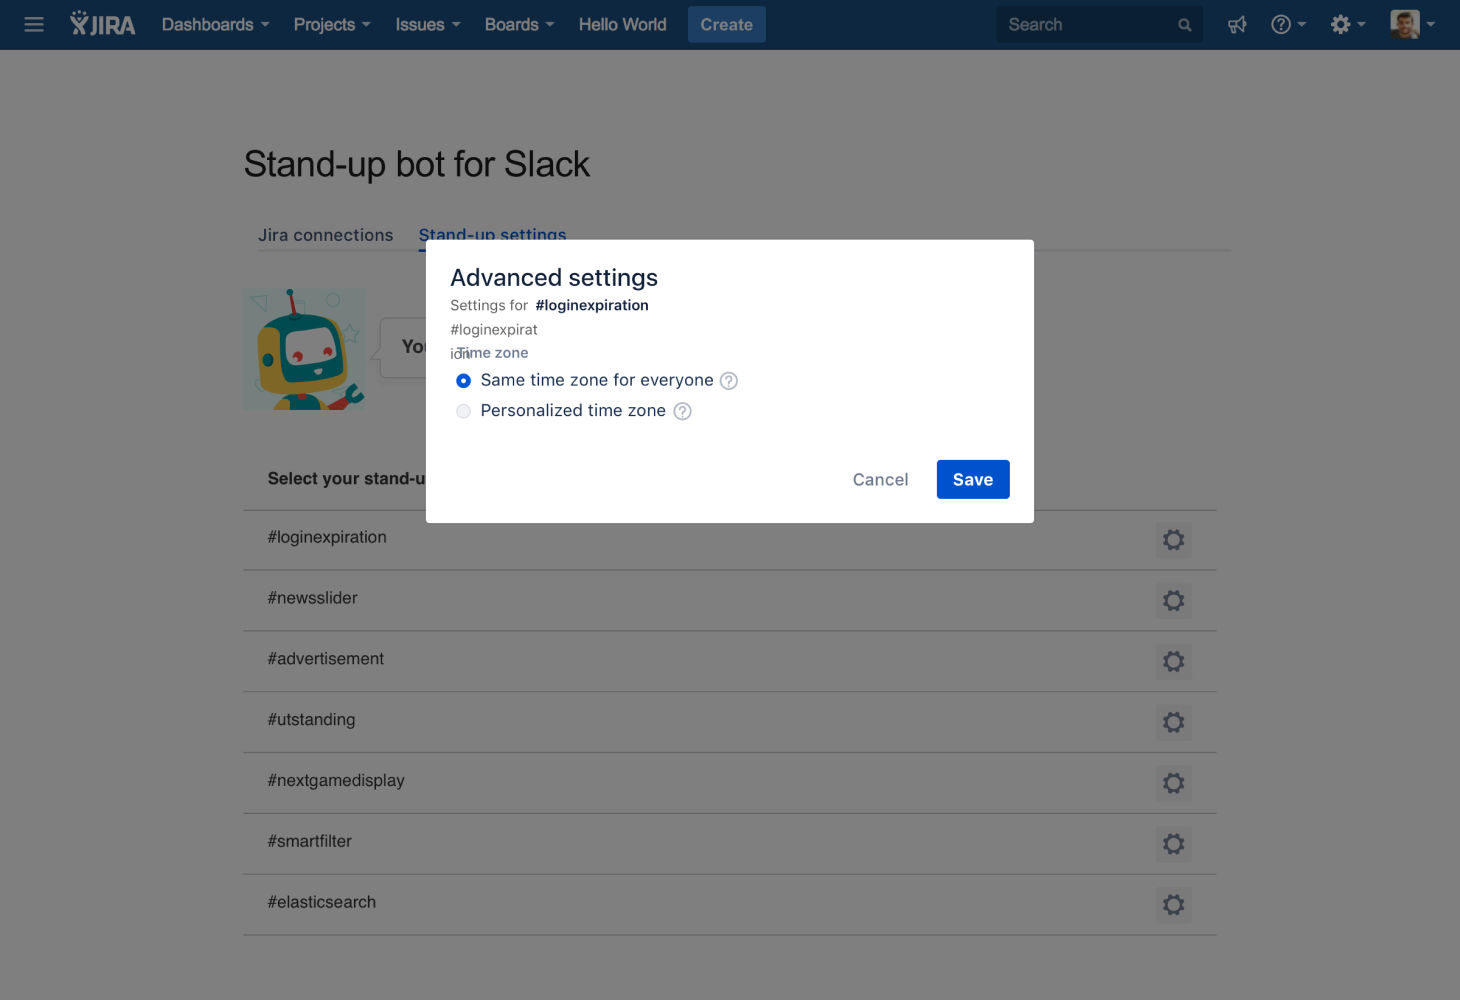 JIRA Dashboards Projects Issues Boards Hello World Create Search
Stand-up bot for Slack
Jira connections Stand-up settings
Advanced settings
Settings for #loginexpiration
#loginexpirat
ion
Time zone
Same time zone for everyone
Personalized time zone
Cancel Save
Select your stand-u
#loginexpiration
#newsslider
#advertisement
#utstanding
#nextgamedisplay
#smartfilter
#elasticsearch